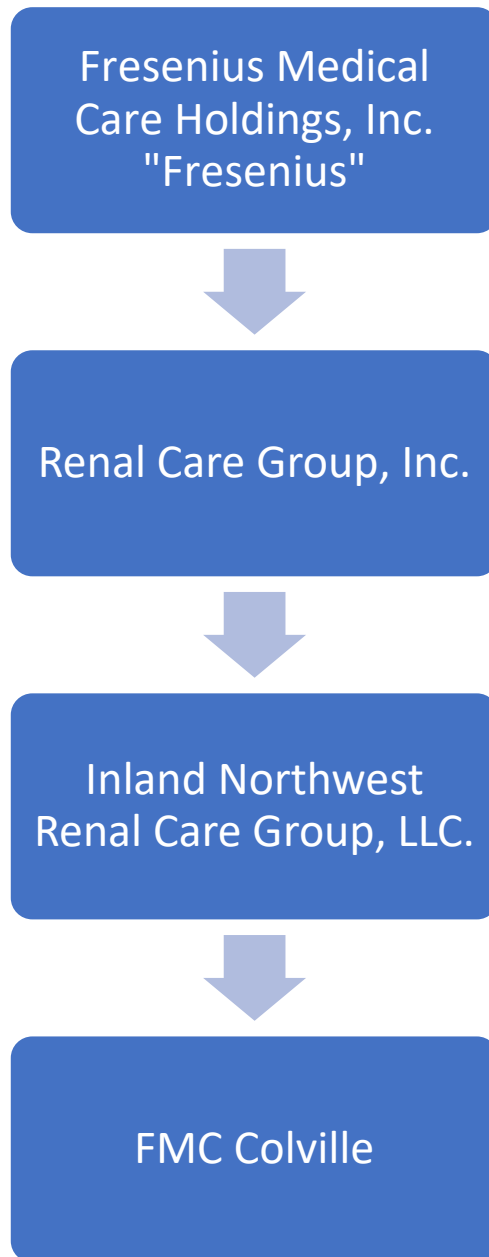 Fresenius Medical
Care Holdings, Inc.
"Fresenius"
Renal Care Group, Inc.
Inland Northwest
Renal Care Group, LLC.
FMC Colville